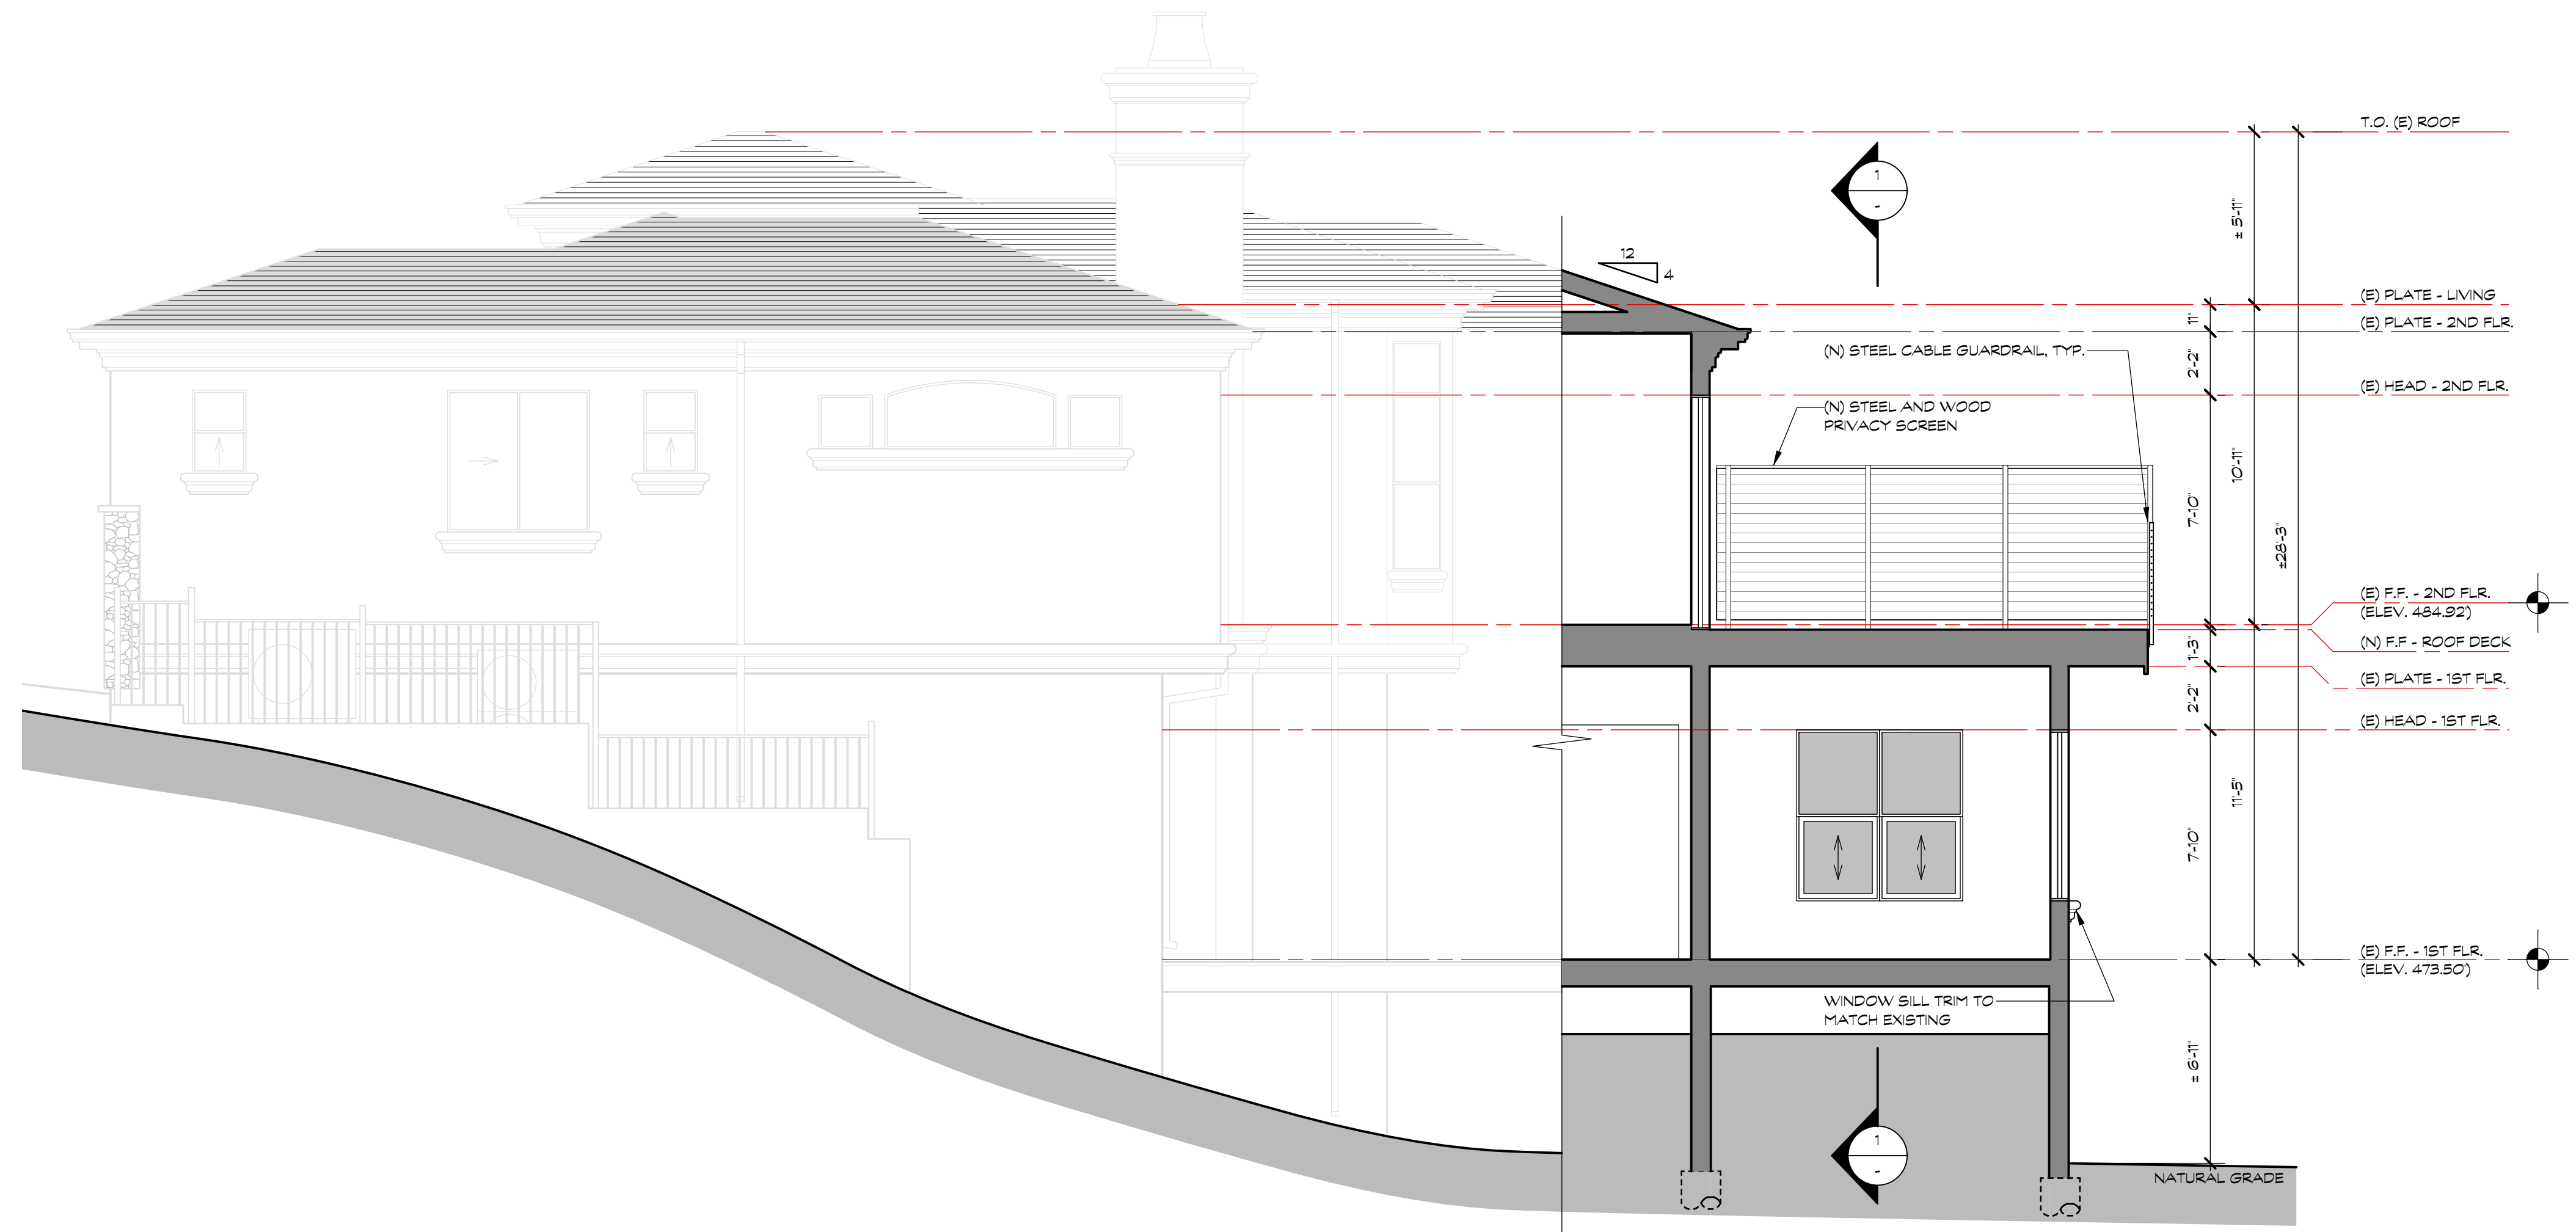 T.O. (E) ROOF
1
-
± 5'-11"
12
4
(E) PLATE - LIVING
11"
(E) PLATE - 2ND FLR.
(N) STEEL CABLE GUARDRAIL, TYP.
2'-2"
(E) HEAD - 2ND FLR.
(N) STEEL AND WOOD
PRIVACY SCREEN
10'-11"
7'-10"
±28'-3"
(E) F.F. - 2ND FLR.
(ELEV. 484.92')
(N) F.F - ROOF DECK
1'-3"
(E) PLATE - 1ST FLR.
2'-2"
(E) HEAD - 1ST FLR.
11'-5"
7'-10"
(E) F.F. - 1ST FLR.
(ELEV. 473.50')
WINDOW SILL TRIM TO
MATCH EXISTING
± 6'-11"
1
-
NATURAL GRADE